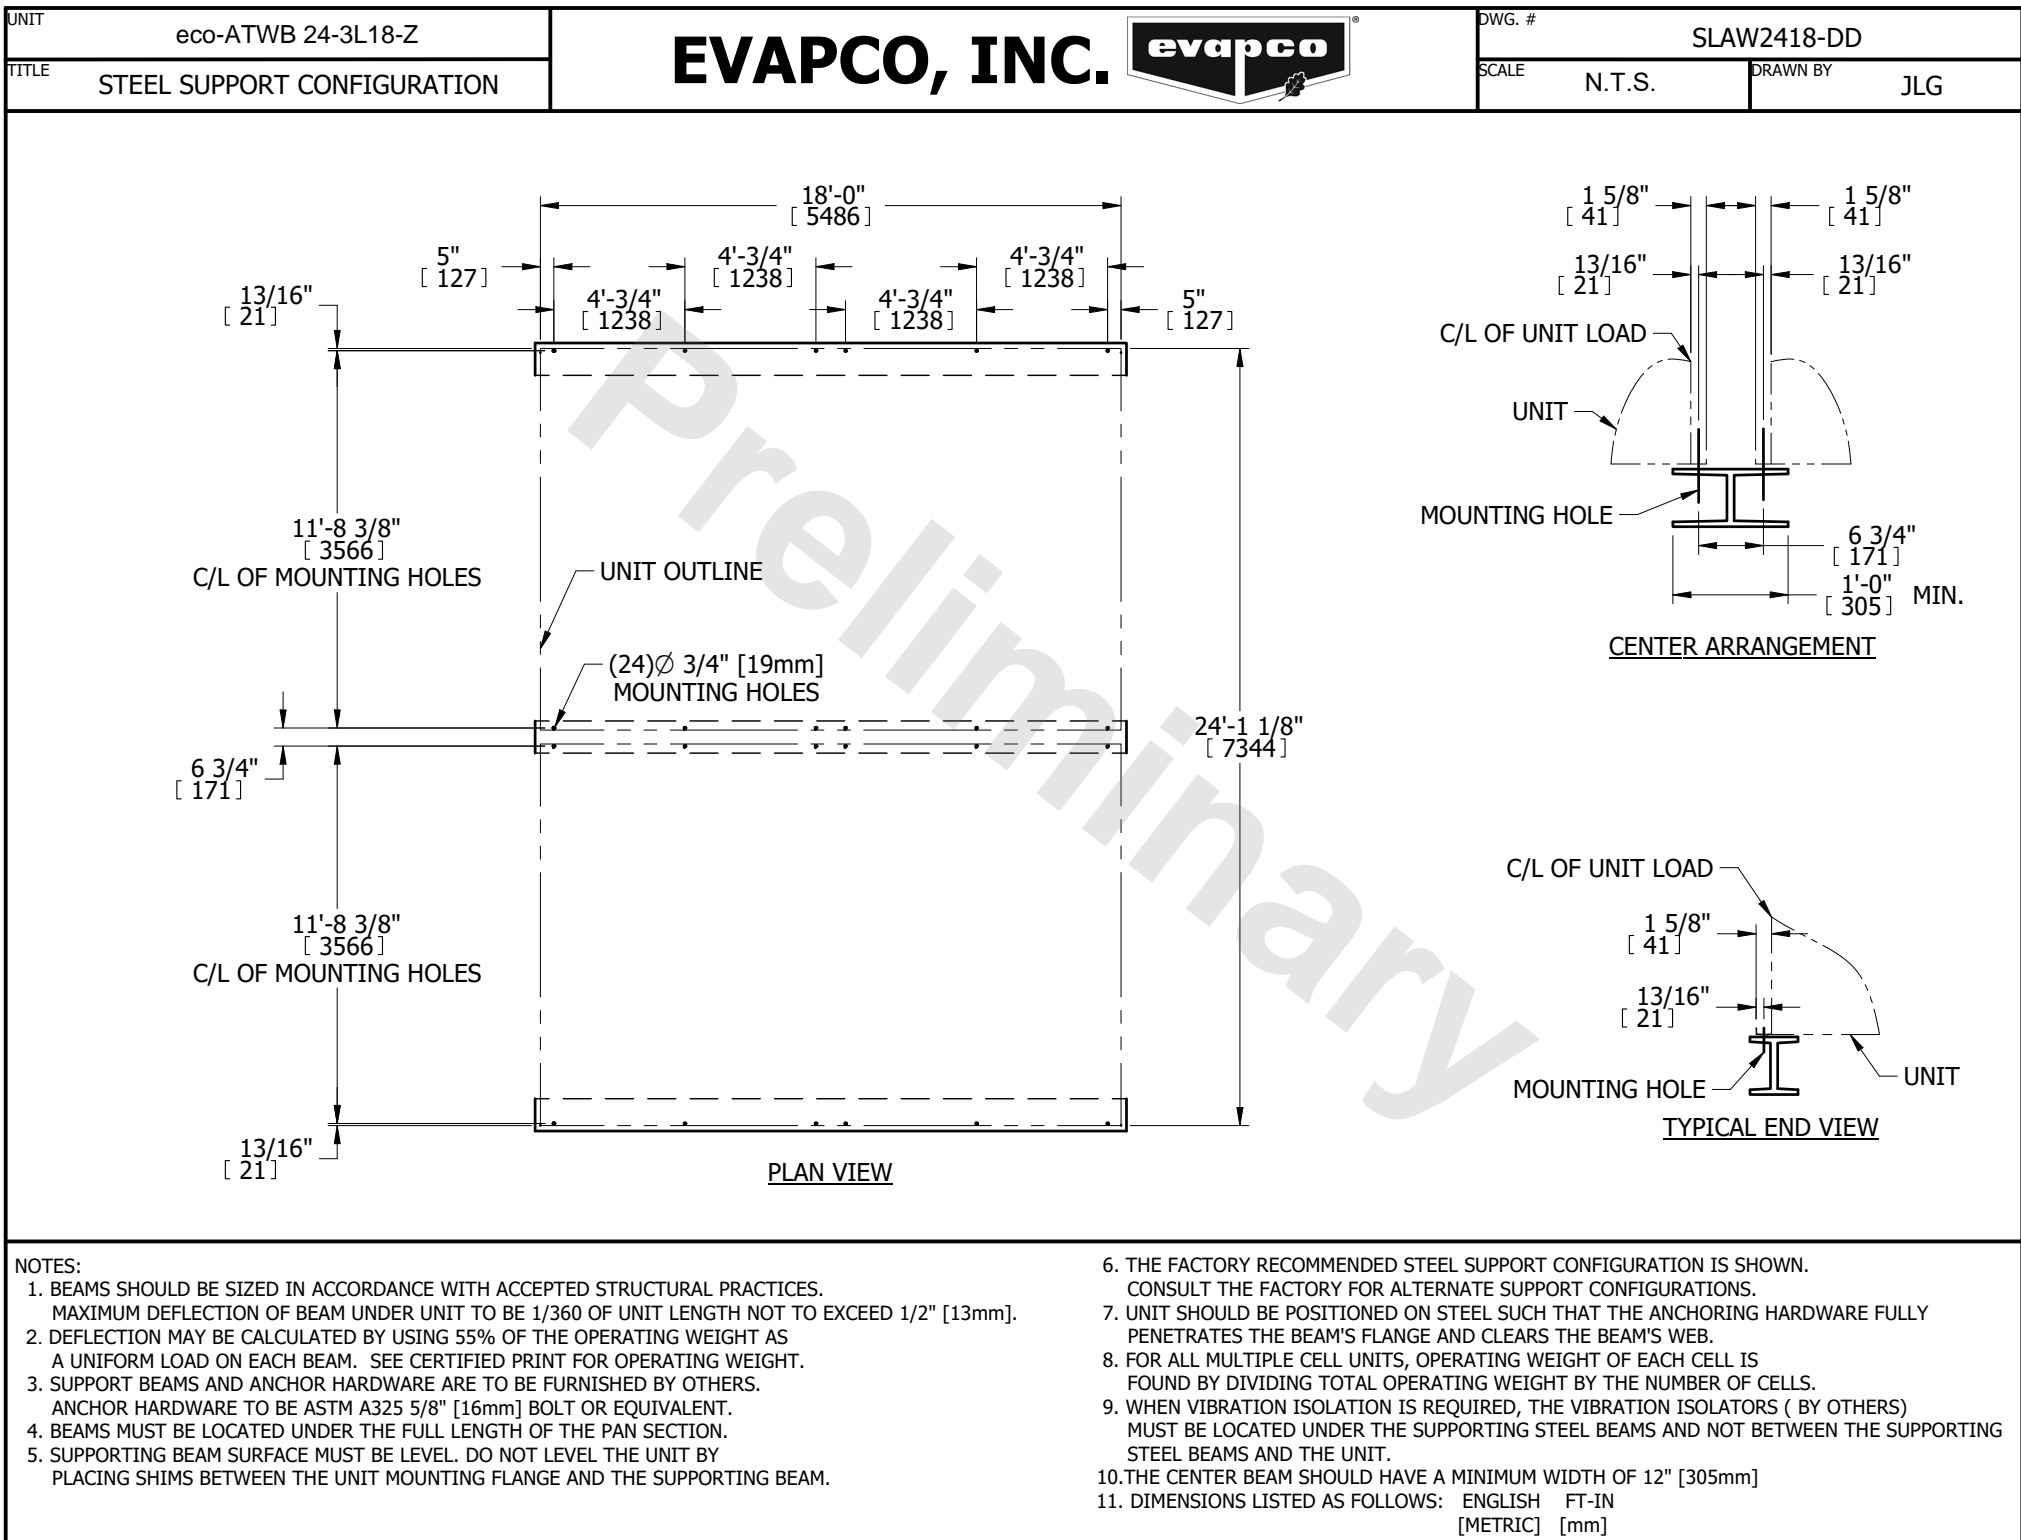 UNIT
eco-ATWB 24-3L18-Z
TITLE
STEEL SUPPORT CONFIGURATION
EVAPCO, INC.
evapco
®
DWG. #
SLAW2418-DD
SCALE
N.T.S.
DRAWN BY
JLG
18'-0"
[ 5486 ]
5"
[ 127 ]
4'-3/4"
[ 1238 ]
4'-3/4"
[ 1238 ]
13/16"
[ 21 ]
4'-3/4"
[ 1238 ]
4'-3/4"
[ 1238 ]
5"
[ 127 ]
11'-8 3/8"
[ 3566 ]
C/L OF MOUNTING HOLES
UNIT OUTLINE
(24)∅ 3/4" [19mm]
MOUNTING HOLES
24'-1 1/8"
[ 7344 ]
6 3/4"
[ 171 ]
11'-8 3/8"
[ 3566 ]
C/L OF MOUNTING HOLES
13/16"
[ 21 ]
PLAN VIEW
Preliminary
1 5/8"
[ 41 ]
1 5/8"
[ 41 ]
13/16"
[ 21 ]
13/16"
[ 21 ]
C/L OF UNIT LOAD
UNIT
MOUNTING HOLE
6 3/4"
[ 171 ]
1'-0"
[ 305 ]
MIN.
CENTER ARRANGEMENT
C/L OF UNIT LOAD
1 5/8"
[ 41 ]
13/16"
[ 21 ]
MOUNTING HOLE
UNIT
TYPICAL END VIEW
NOTES:
1. BEAMS SHOULD BE SIZED IN ACCORDANCE WITH ACCEPTED STRUCTURAL PRACTICES.
MAXIMUM DEFLECTION OF BEAM UNDER UNIT TO BE 1/360 OF UNIT LENGTH NOT TO EXCEED 1/2" [13mm].
2. DEFLECTION MAY BE CALCULATED BY USING 55% OF THE OPERATING WEIGHT AS
A UNIFORM LOAD ON EACH BEAM. SEE CERTIFIED PRINT FOR OPERATING WEIGHT.
3. SUPPORT BEAMS AND ANCHOR HARDWARE ARE TO BE FURNISHED BY OTHERS.
ANCHOR HARDWARE TO BE ASTM A325 5/8" [16mm] BOLT OR EQUIVALENT.
4. BEAMS MUST BE LOCATED UNDER THE FULL LENGTH OF THE PAN SECTION.
5. SUPPORTING BEAM SURFACE MUST BE LEVEL. DO NOT LEVEL THE UNIT BY
PLACING SHIMS BETWEEN THE UNIT MOUNTING FLANGE AND THE SUPPORTING BEAM.
6. THE FACTORY RECOMMENDED STEEL SUPPORT CONFIGURATION IS SHOWN.
CONSULT THE FACTORY FOR ALTERNATE SUPPORT CONFIGURATIONS.
7. UNIT SHOULD BE POSITIONED ON STEEL SUCH THAT THE ANCHORING HARDWARE FULLY
PENETRATES THE BEAM'S FLANGE AND CLEARS THE BEAM'S WEB.
8. FOR ALL MULTIPLE CELL UNITS, OPERATING WEIGHT OF EACH CELL IS
FOUND BY DIVIDING TOTAL OPERATING WEIGHT BY THE NUMBER OF CELLS.
9. WHEN VIBRATION ISOLATION IS REQUIRED, THE VIBRATION ISOLATORS ( BY OTHERS)
MUST BE LOCATED UNDER THE SUPPORTING STEEL BEAMS AND NOT BETWEEN THE SUPPORTING
STEEL BEAMS AND THE UNIT.
10.THE CENTER BEAM SHOULD HAVE A MINIMUM WIDTH OF 12" [305mm]
11. DIMENSIONS LISTED AS FOLLOWS: ENGLISH FT-IN
[METRIC] [mm]